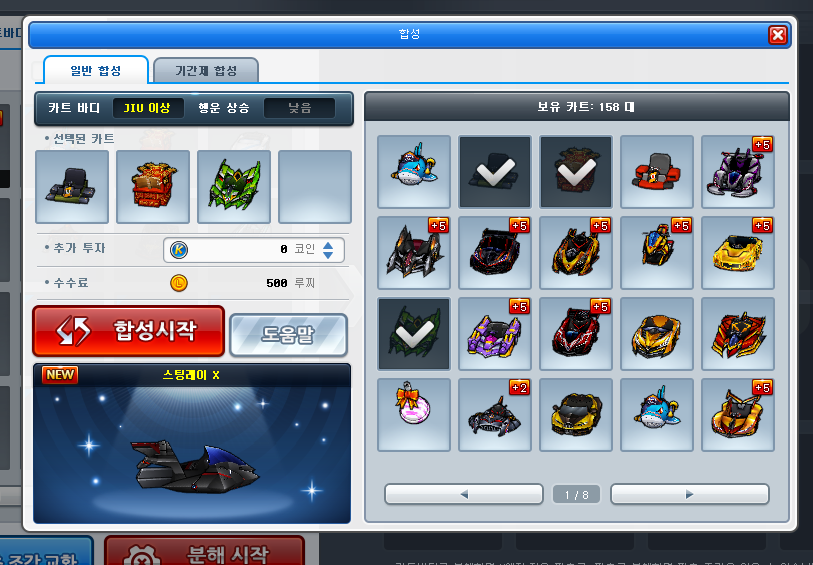 합성
일반 합성
기간제 합성
카트 바디 JIU 이상 행운 상승 낮음
보유 카트: 158 대
• 선택된 카트
+5
+5 +5 +5 +5 +5
• 추가 투자 K 0 코인
• 수수료 L 500 루찌
+5 +5
합성시작
도움말
NEW 스팅레이 X
+2 +5
1 / 8
조각 교환
분해 시작